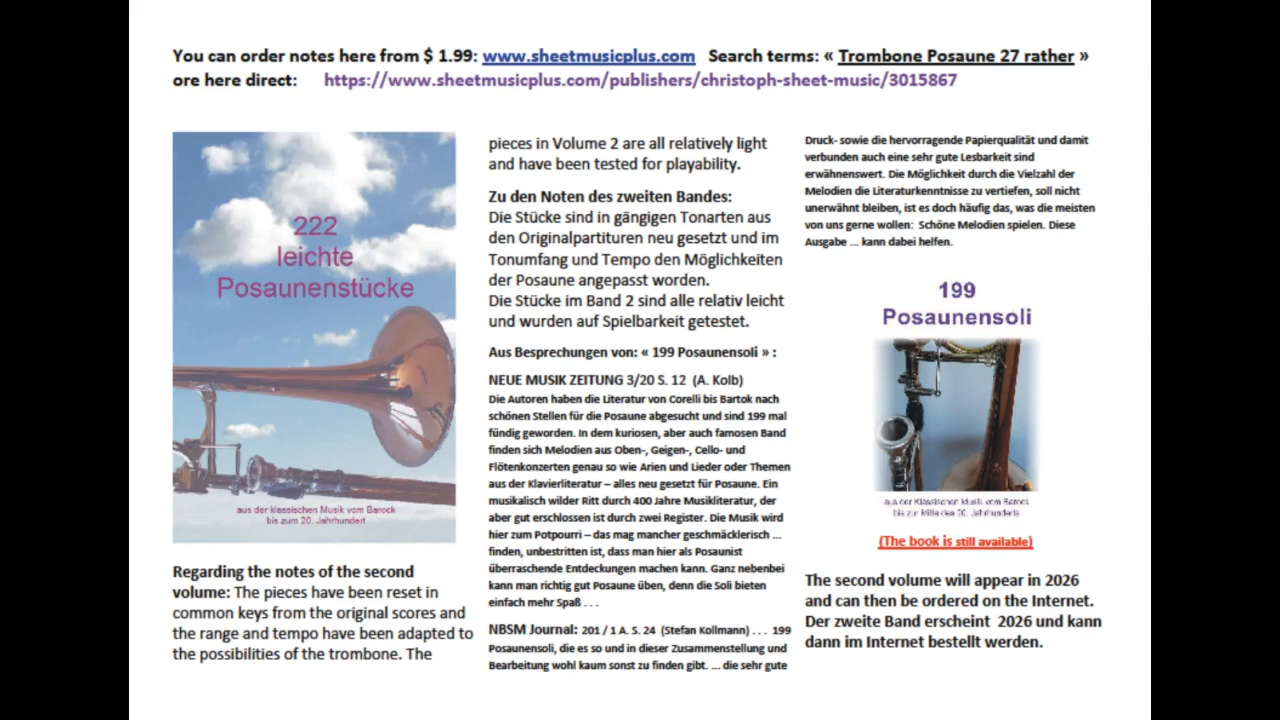 You can order notes here from $ 1.99: www.sheetmusicplus.com Search terms: « Trombone Posaune 27 rather »
ore here direct: https://www.sheetmusicplus.com/publishers/christoph-sheet-music/3015867
222
leichte
Posaunenstücke
aus der klassischen Musik vom Barock
bis zum 20. Jahrhundert
Regarding the notes of the second
volume: The pieces have been reset in
common keys from the original scores and
the range and tempo have been adapted to
the possibilities of the trombone. The
pieces in Volume 2 are all relatively light
and have been tested for playability.
Zu den Noten des zweiten Bandes:
Die Stücke sind in gängigen Tonarten aus
den Originalpartituren neu gesetzt und im
Tonumfang und Tempo den Möglichkeiten
der Posaune angepasst worden.
Die Stücke im Band 2 sind alle relativ leicht
und wurden auf Spielbarkeit getestet.
Aus Besprechungen von: « 199 Posaunensoli » :
NEUE MUSIK ZEITUNG 3/20 S. 12 (A. Kolb)
Die Autoren haben die Literatur von Corelli bis Bartok nach
schönen Stellen für die Posaune abgesucht und sind 199 mal
fündig geworden. In dem kuriosen, aber auch famosen Band
finden sich Melodien aus Oben-, Geigen-, Cello- und
Flötenkonzerten genau so wie Arien und Lieder oder Themen
aus der Klavierliteratur – alles neu gesetzt für Posaune. Ein
musikalisch wilder Ritt durch 400 Jahre Musikliteratur, der
aber gut erschlossen ist durch zwei Register. Die Musik wird
hier zum Potpourri – das mag mancher geschmäcklerisch ...
finden, unbestritten ist, dass man hier als Posaunist
überraschende Entdeckungen machen kann. Ganz nebenbei
kann man richtig gut Posaune üben, denn die Soli bieten
einfach mehr Spaß . . .
NBSM Journal: 201 / 1 A. S. 24 (Stefan Kollmann) . . . 199
Posaunensoli, die es so und in dieser Zusammenstellung und
Bearbeitung wohl kaum sonst zu finden gibt. ... die sehr gute
Druck- sowie die hervorragende Papierqualität und damit
verbunden auch eine sehr gute Lesbarkeit sind
erwähnenswert. Die Möglichkeit durch die Vielzahl der
Melodien die Literaturkenntnisse zu vertiefen, soll nicht
unerwähnt bleiben, ist es doch häufig das, was die meisten
von uns gerne wollen: Schöne Melodien spielen. Diese
Ausgabe ... kann dabei helfen.
199
Posaunensoli
aus der Klassischen Musik vom Barock
bis zur Mitte des 20. Jahrhunderts
(The book is still available)
The second volume will appear in 2026
and can then be ordered on the Internet.
Der zweite Band erscheint 2026 und kann
dann im Internet bestellt werden.